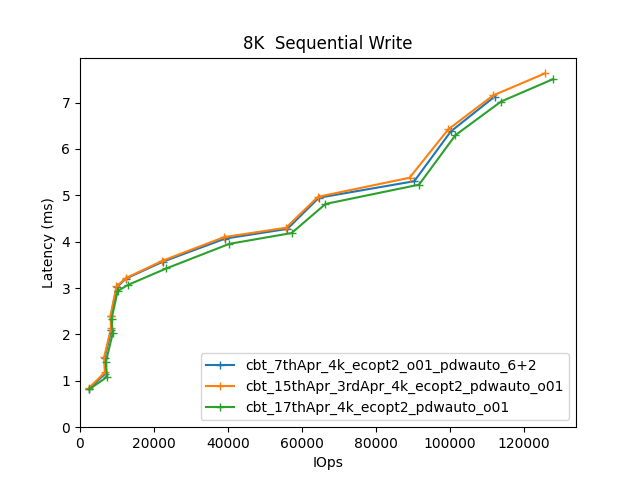 8K  Sequential Write
Latency (ms)
7
6
5
4
3
2
1
0
0 20000 40000 60000 80000 100000 120000
IOps
cbt_7thApr_4k_ecopt2_o01_pdwauto_6+2
cbt_15thApr_3rdApr_4k_ecopt2_pdwauto_o01
cbt_17thApr_4k_ecopt2_pdwauto_o01